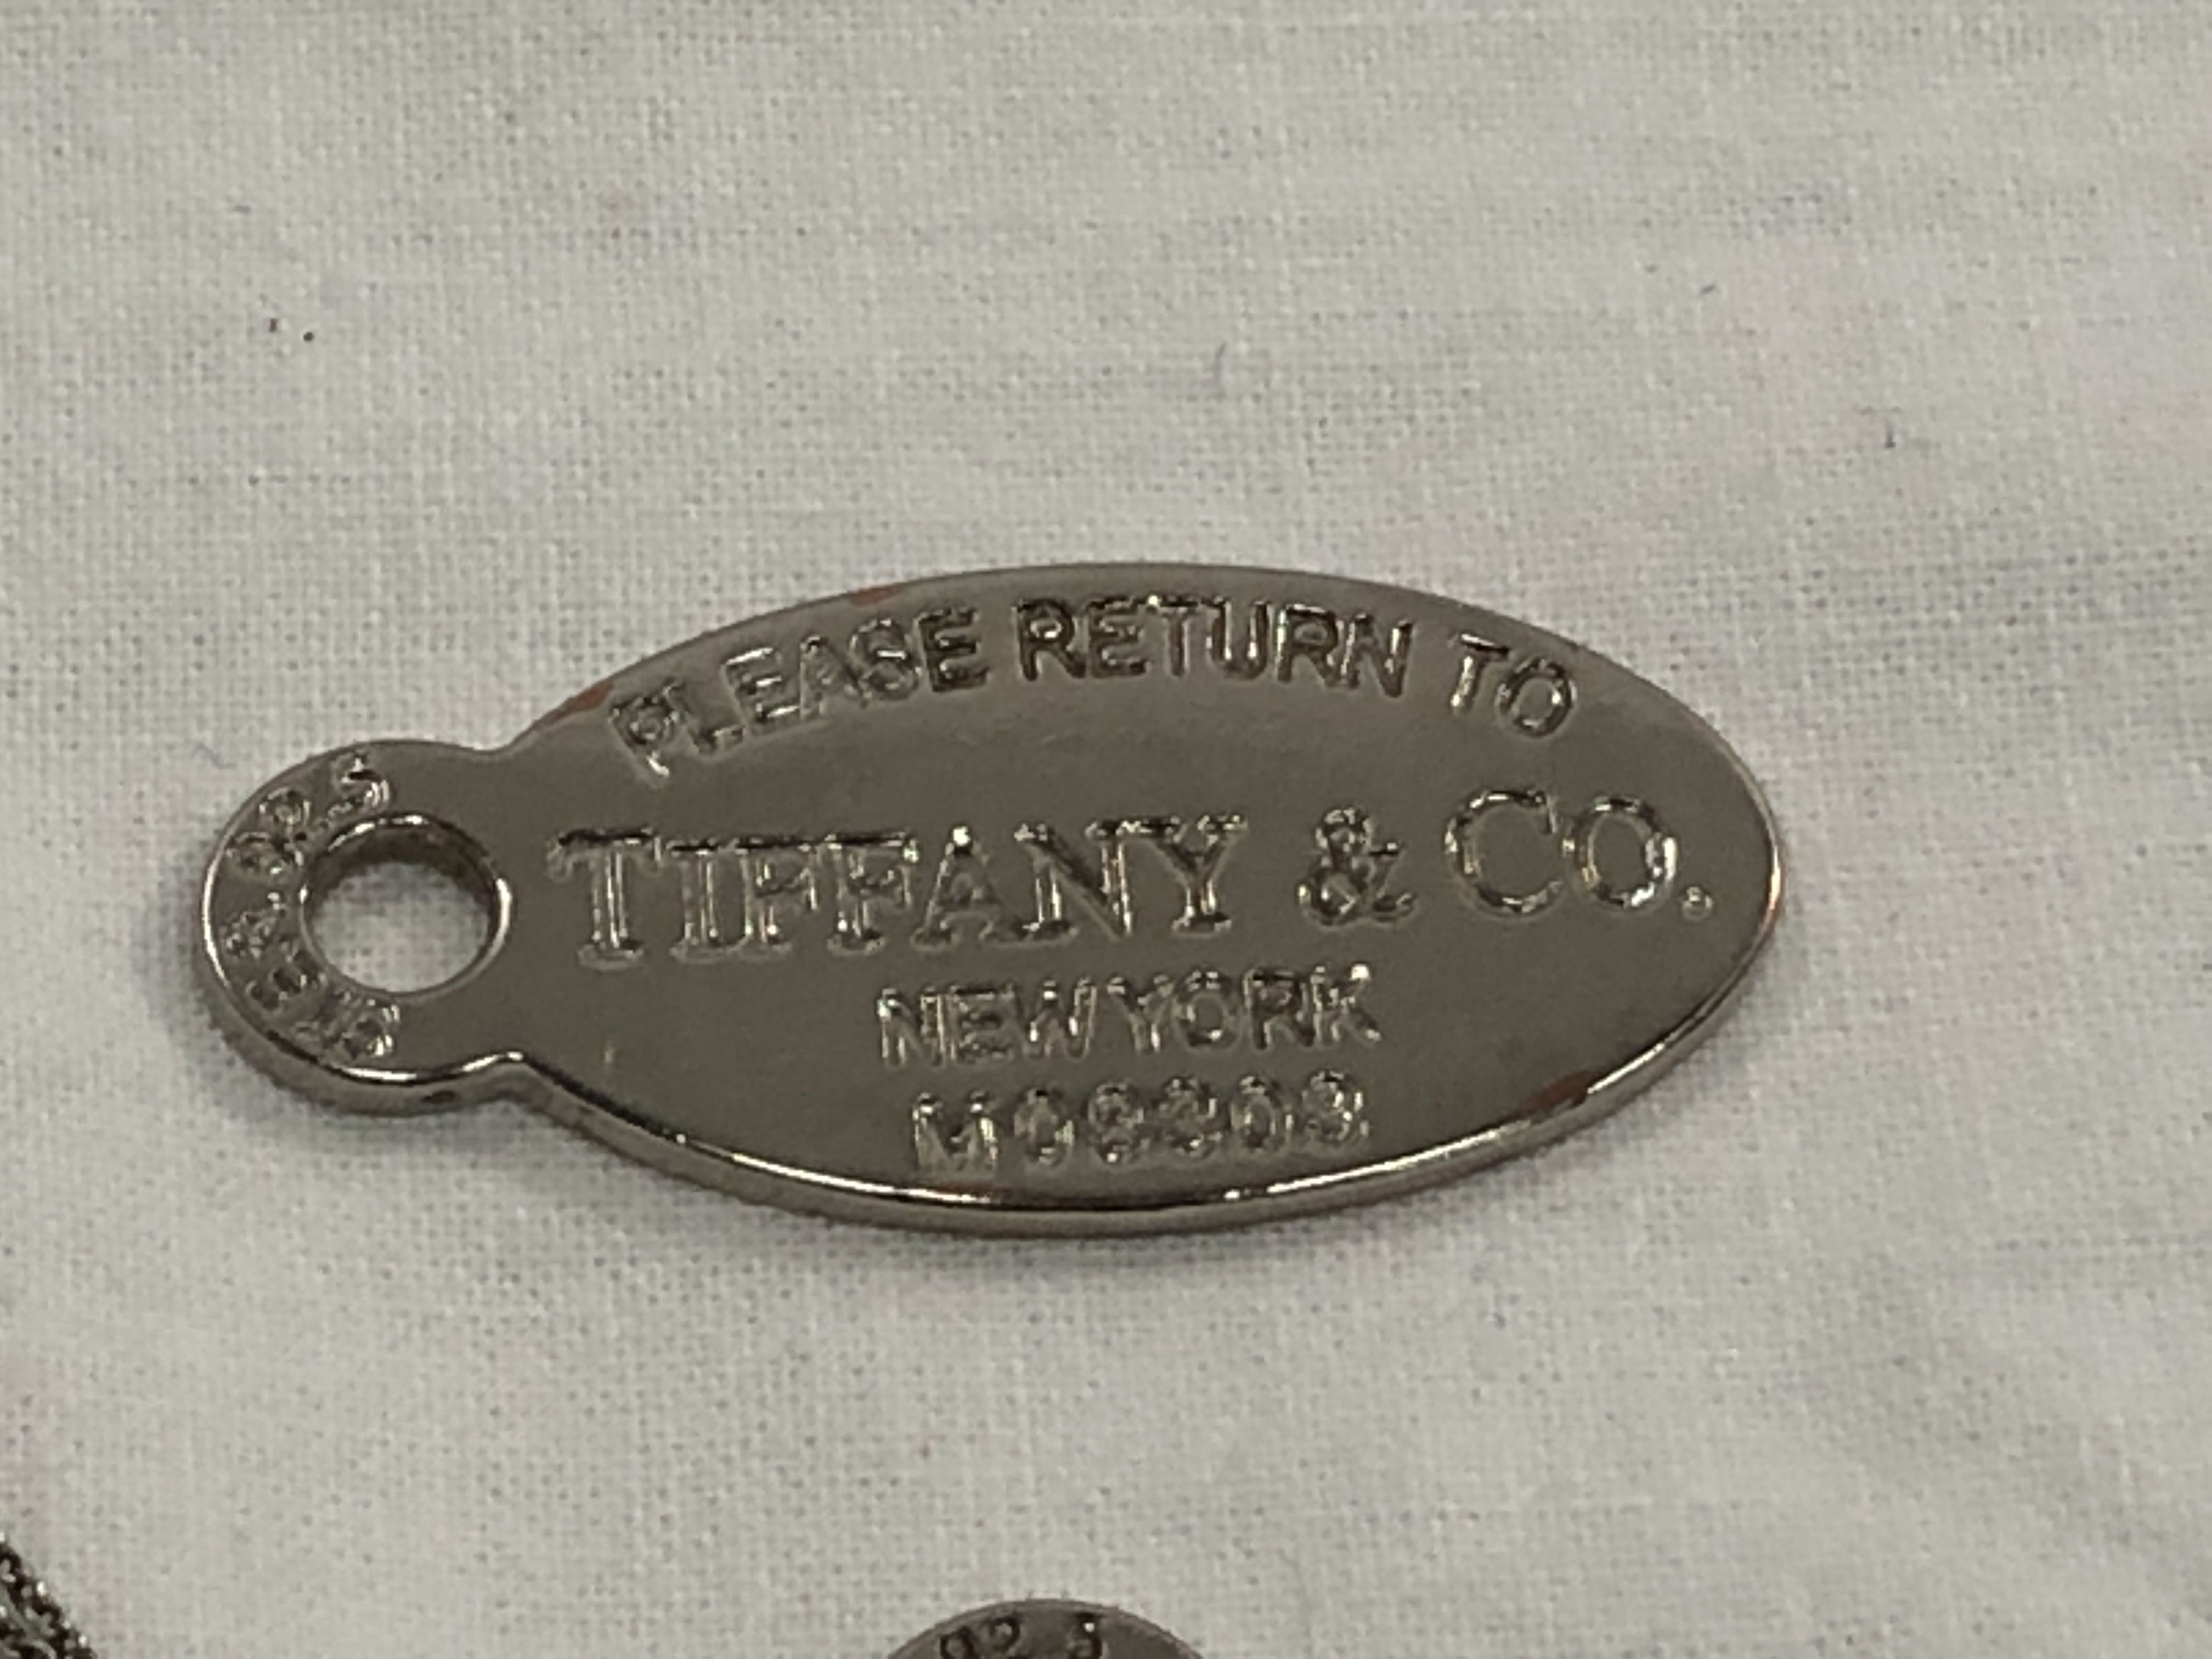 PLEASE RETURN TO
TIFFANY & CO.
NEW YORK
925